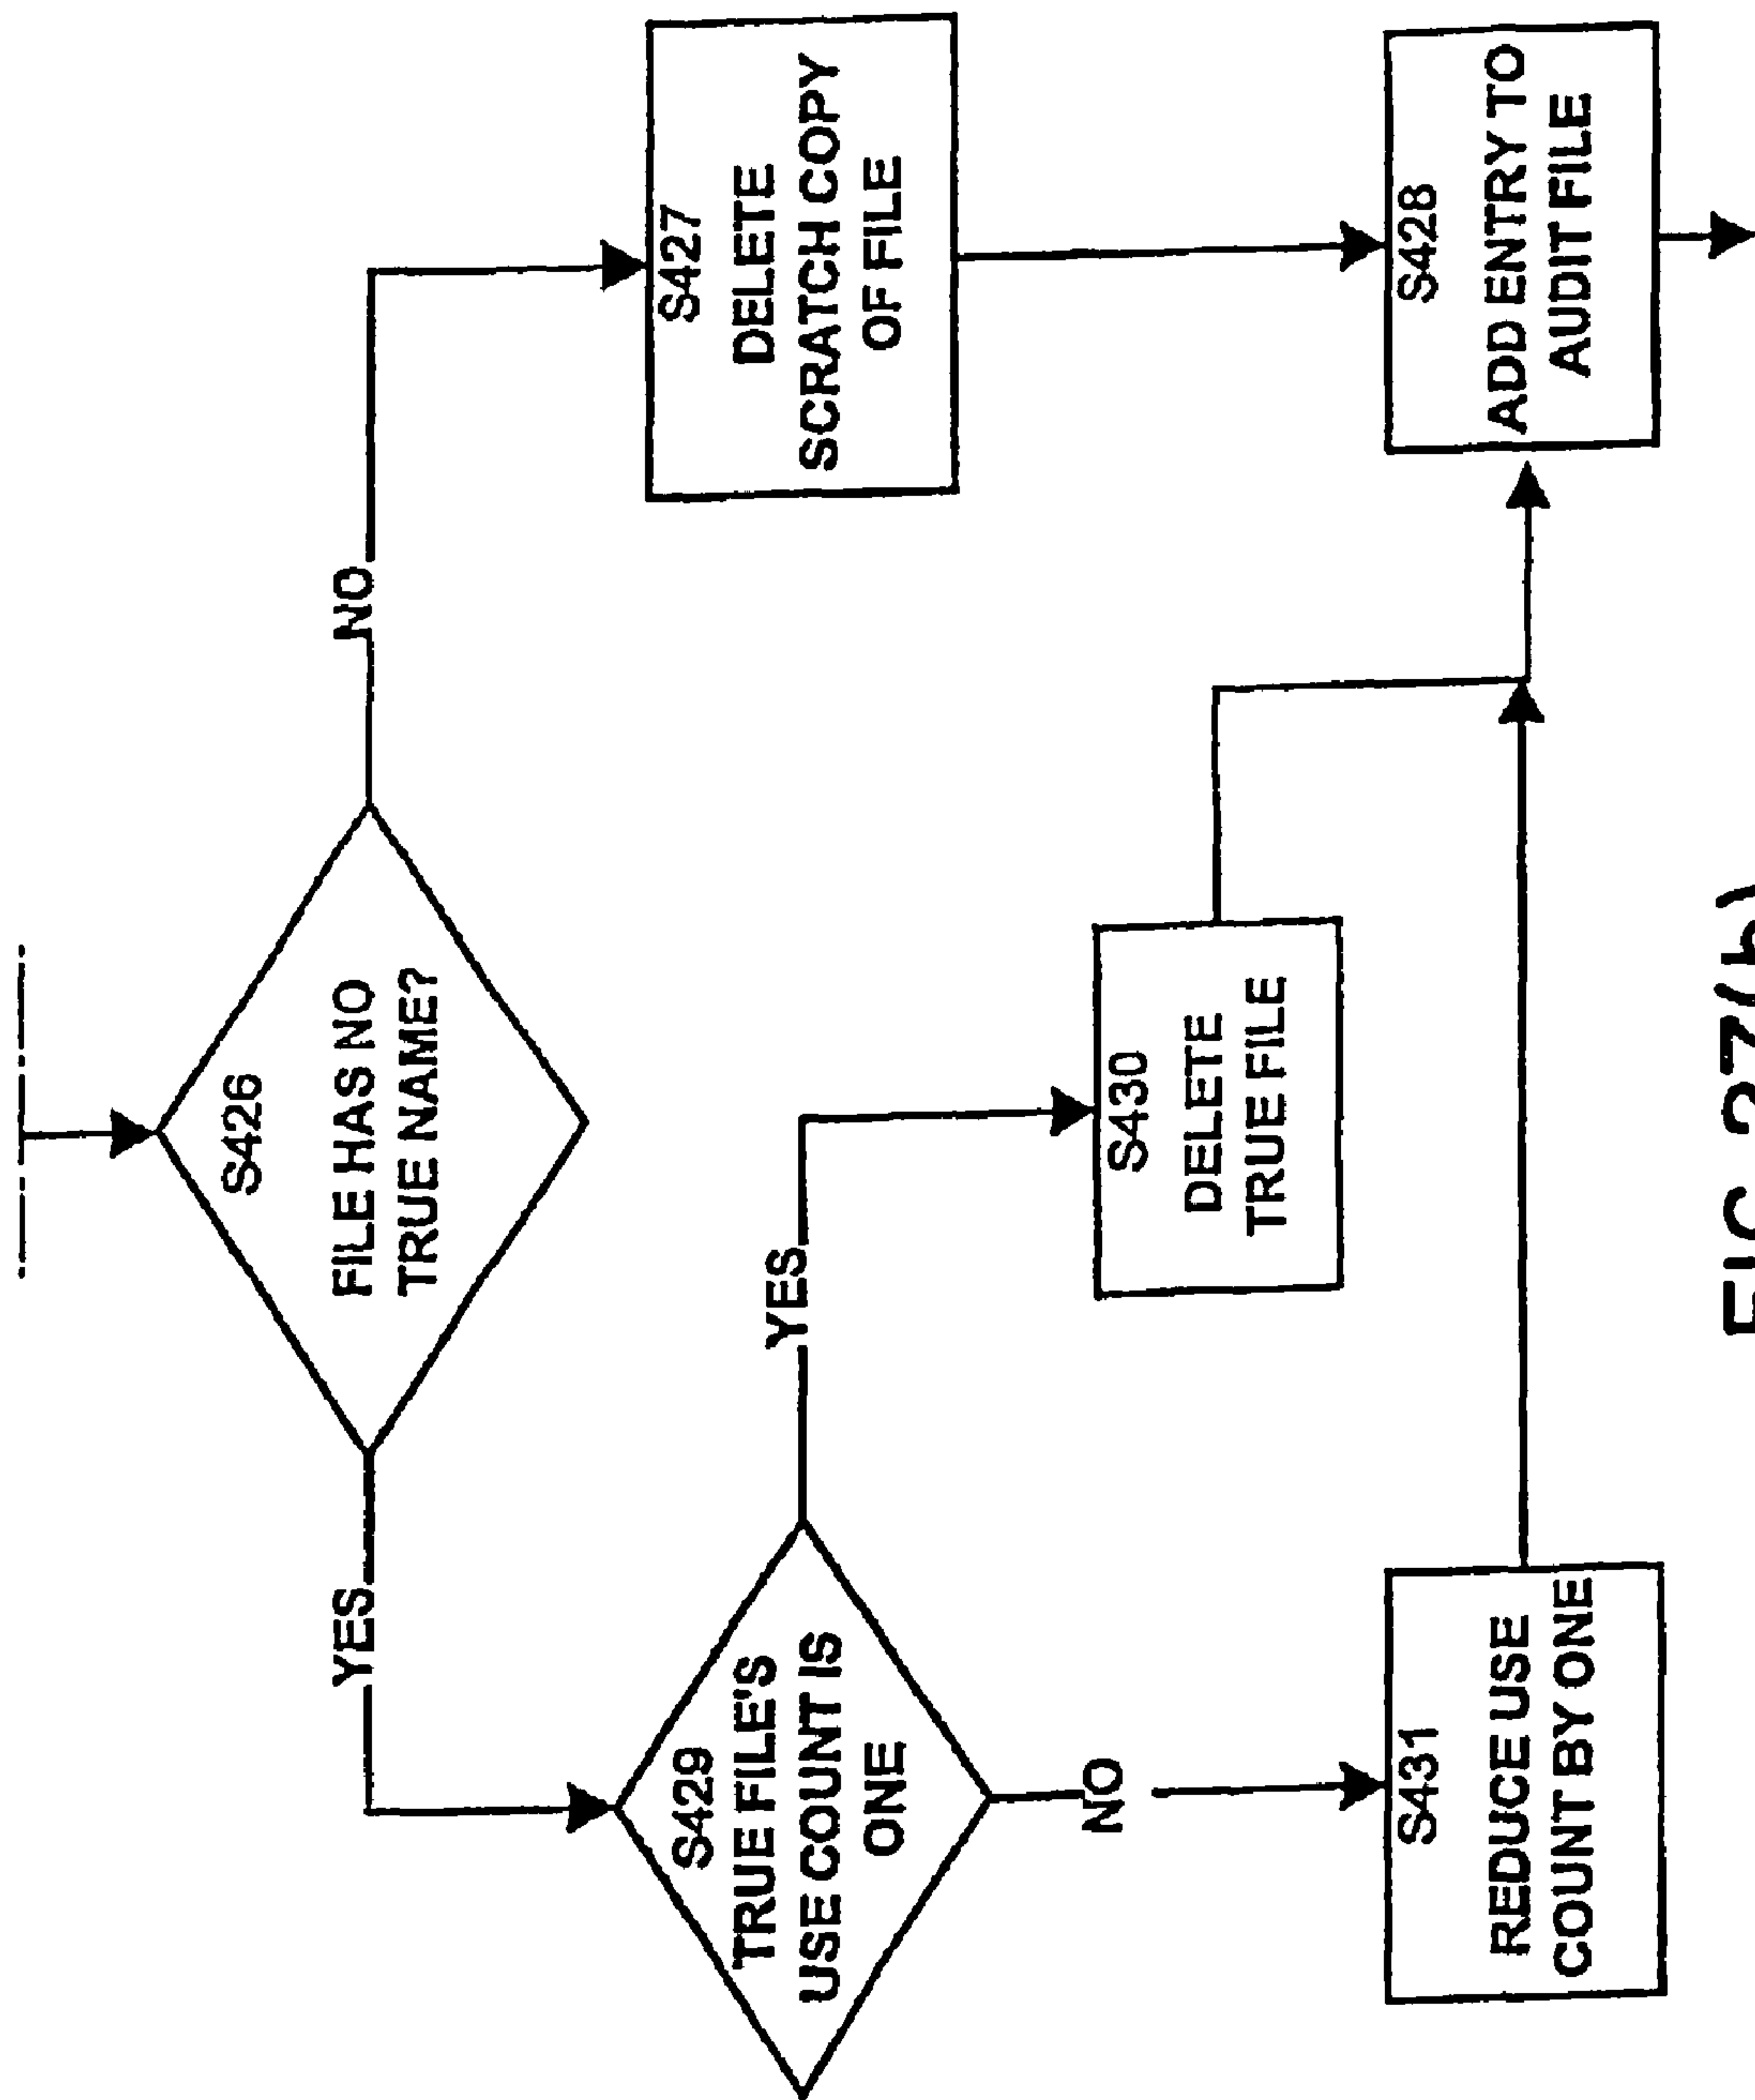 S426
FILE HAS NO
TRUE NAME?
YES
NO
S429
TRUE FILE'S
USE COUNT IS
ONE
YES
NO
S427
DELETE
SCRATCH COPY
OF FILE
S430
DELETE
TRUE FILE
S431
REDUCE USE
COUNT BY ONE
S428
ADD ENTRY TO
AUDIT FILE